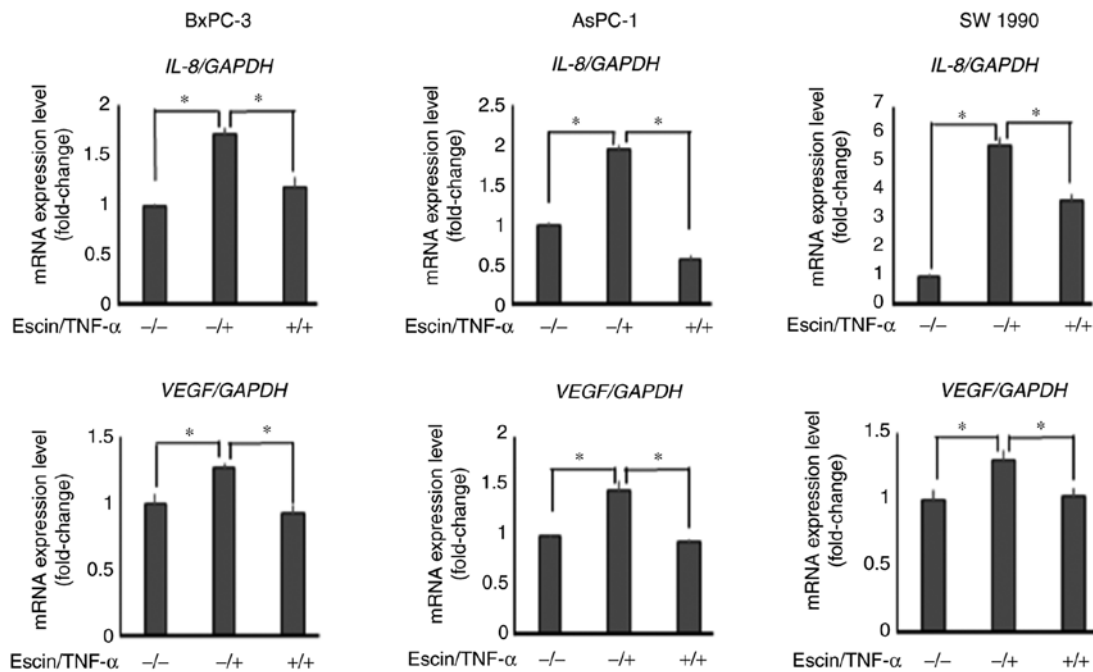 BxPC-3
AsPC-1
SW 1990
IL-8/GAPDH
mRNA expression level
(fold-change)
2
1.5
1
0.5
0
*
*
Escin/TNF-α −/− −/+ +/+
IL-8/GAPDH
mRNA expression level
(fold-change)
2.5
2
1.5
1
0.5
0
*
*
Escin/TNF-α −/− −/+ +/+
IL-8/GAPDH
mRNA expression level
(fold-change)
7
6
5
4
3
2
1
0
*
*
Escin/TNF-α −/− −/+ +/+
VEGF/GAPDH
mRNA expression level
(fold-change)
1.5
1
0.5
0
*
*
Escin/TNF-α −/− −/+ +/+
VEGF/GAPDH
mRNA expression level
(fold-change)
2
1.5
1
0.5
0
*
*
Escin/TNF-α −/− −/+ +/+
VEGF/GAPDH
mRNA expression level
(fold-change)
1.5
1
0.5
0
*
*
Escin/TNF-α −/− −/+ +/+